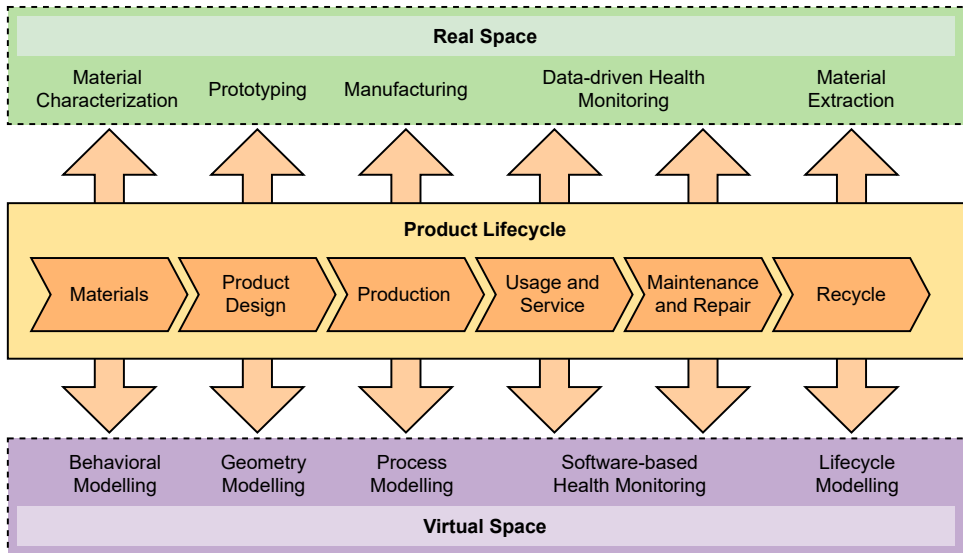 Real Space
Material
Characterization
Prototyping
Manufacturing
Data-driven Health
Monitoring
Material
Extraction
Product Lifecycle
Materials
Product
Design
Production
Usage and
Service
Maintenance
and Repair
Recycle
Behavioral
Modelling
Geometry
Modelling
Process
Modelling
Software-based
Health Monitoring
Lifecycle
Modelling
Virtual Space